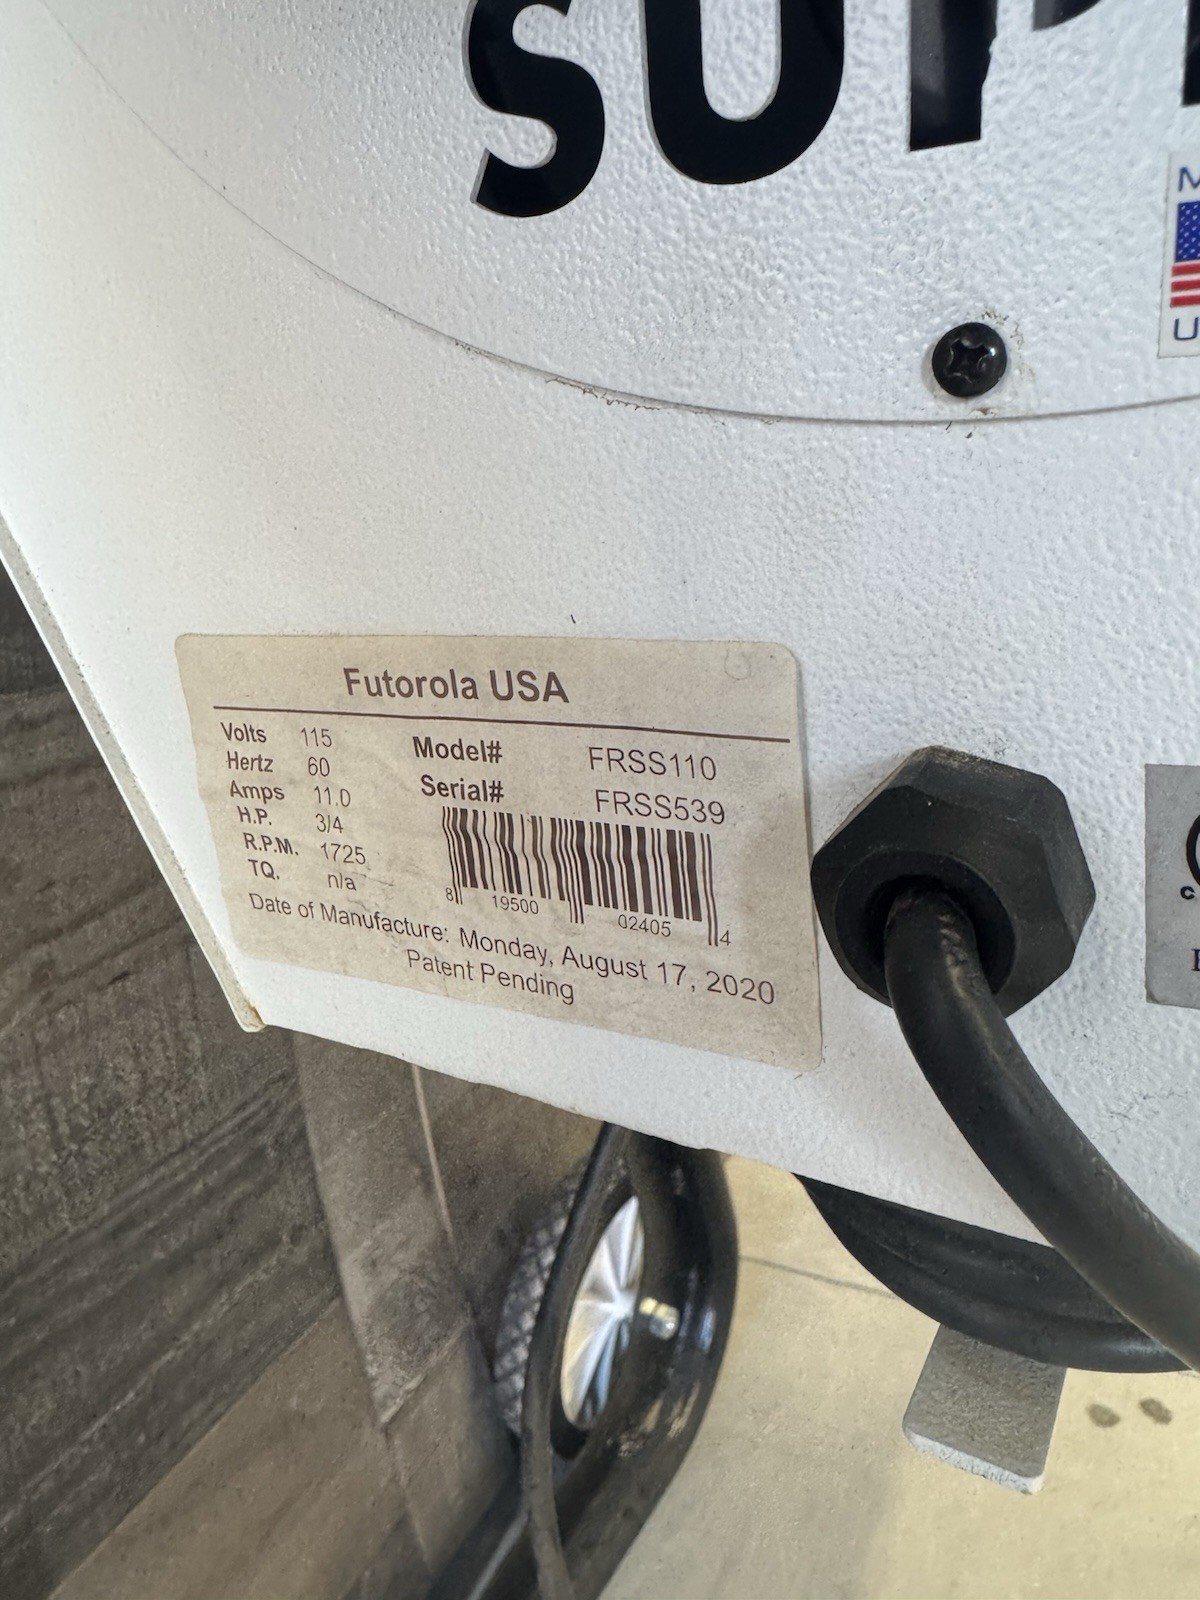 SUP
Futorola USA
Volts 115
Hertz 60
Amps 11.0
H.P. 3/4
R.P.M. 1725
TQ. n/a
Model# FRSS110
Serial# FRSS539
8 19500 02405 4
Date of Manufacture: Monday, August 17, 2020
Patent Pending